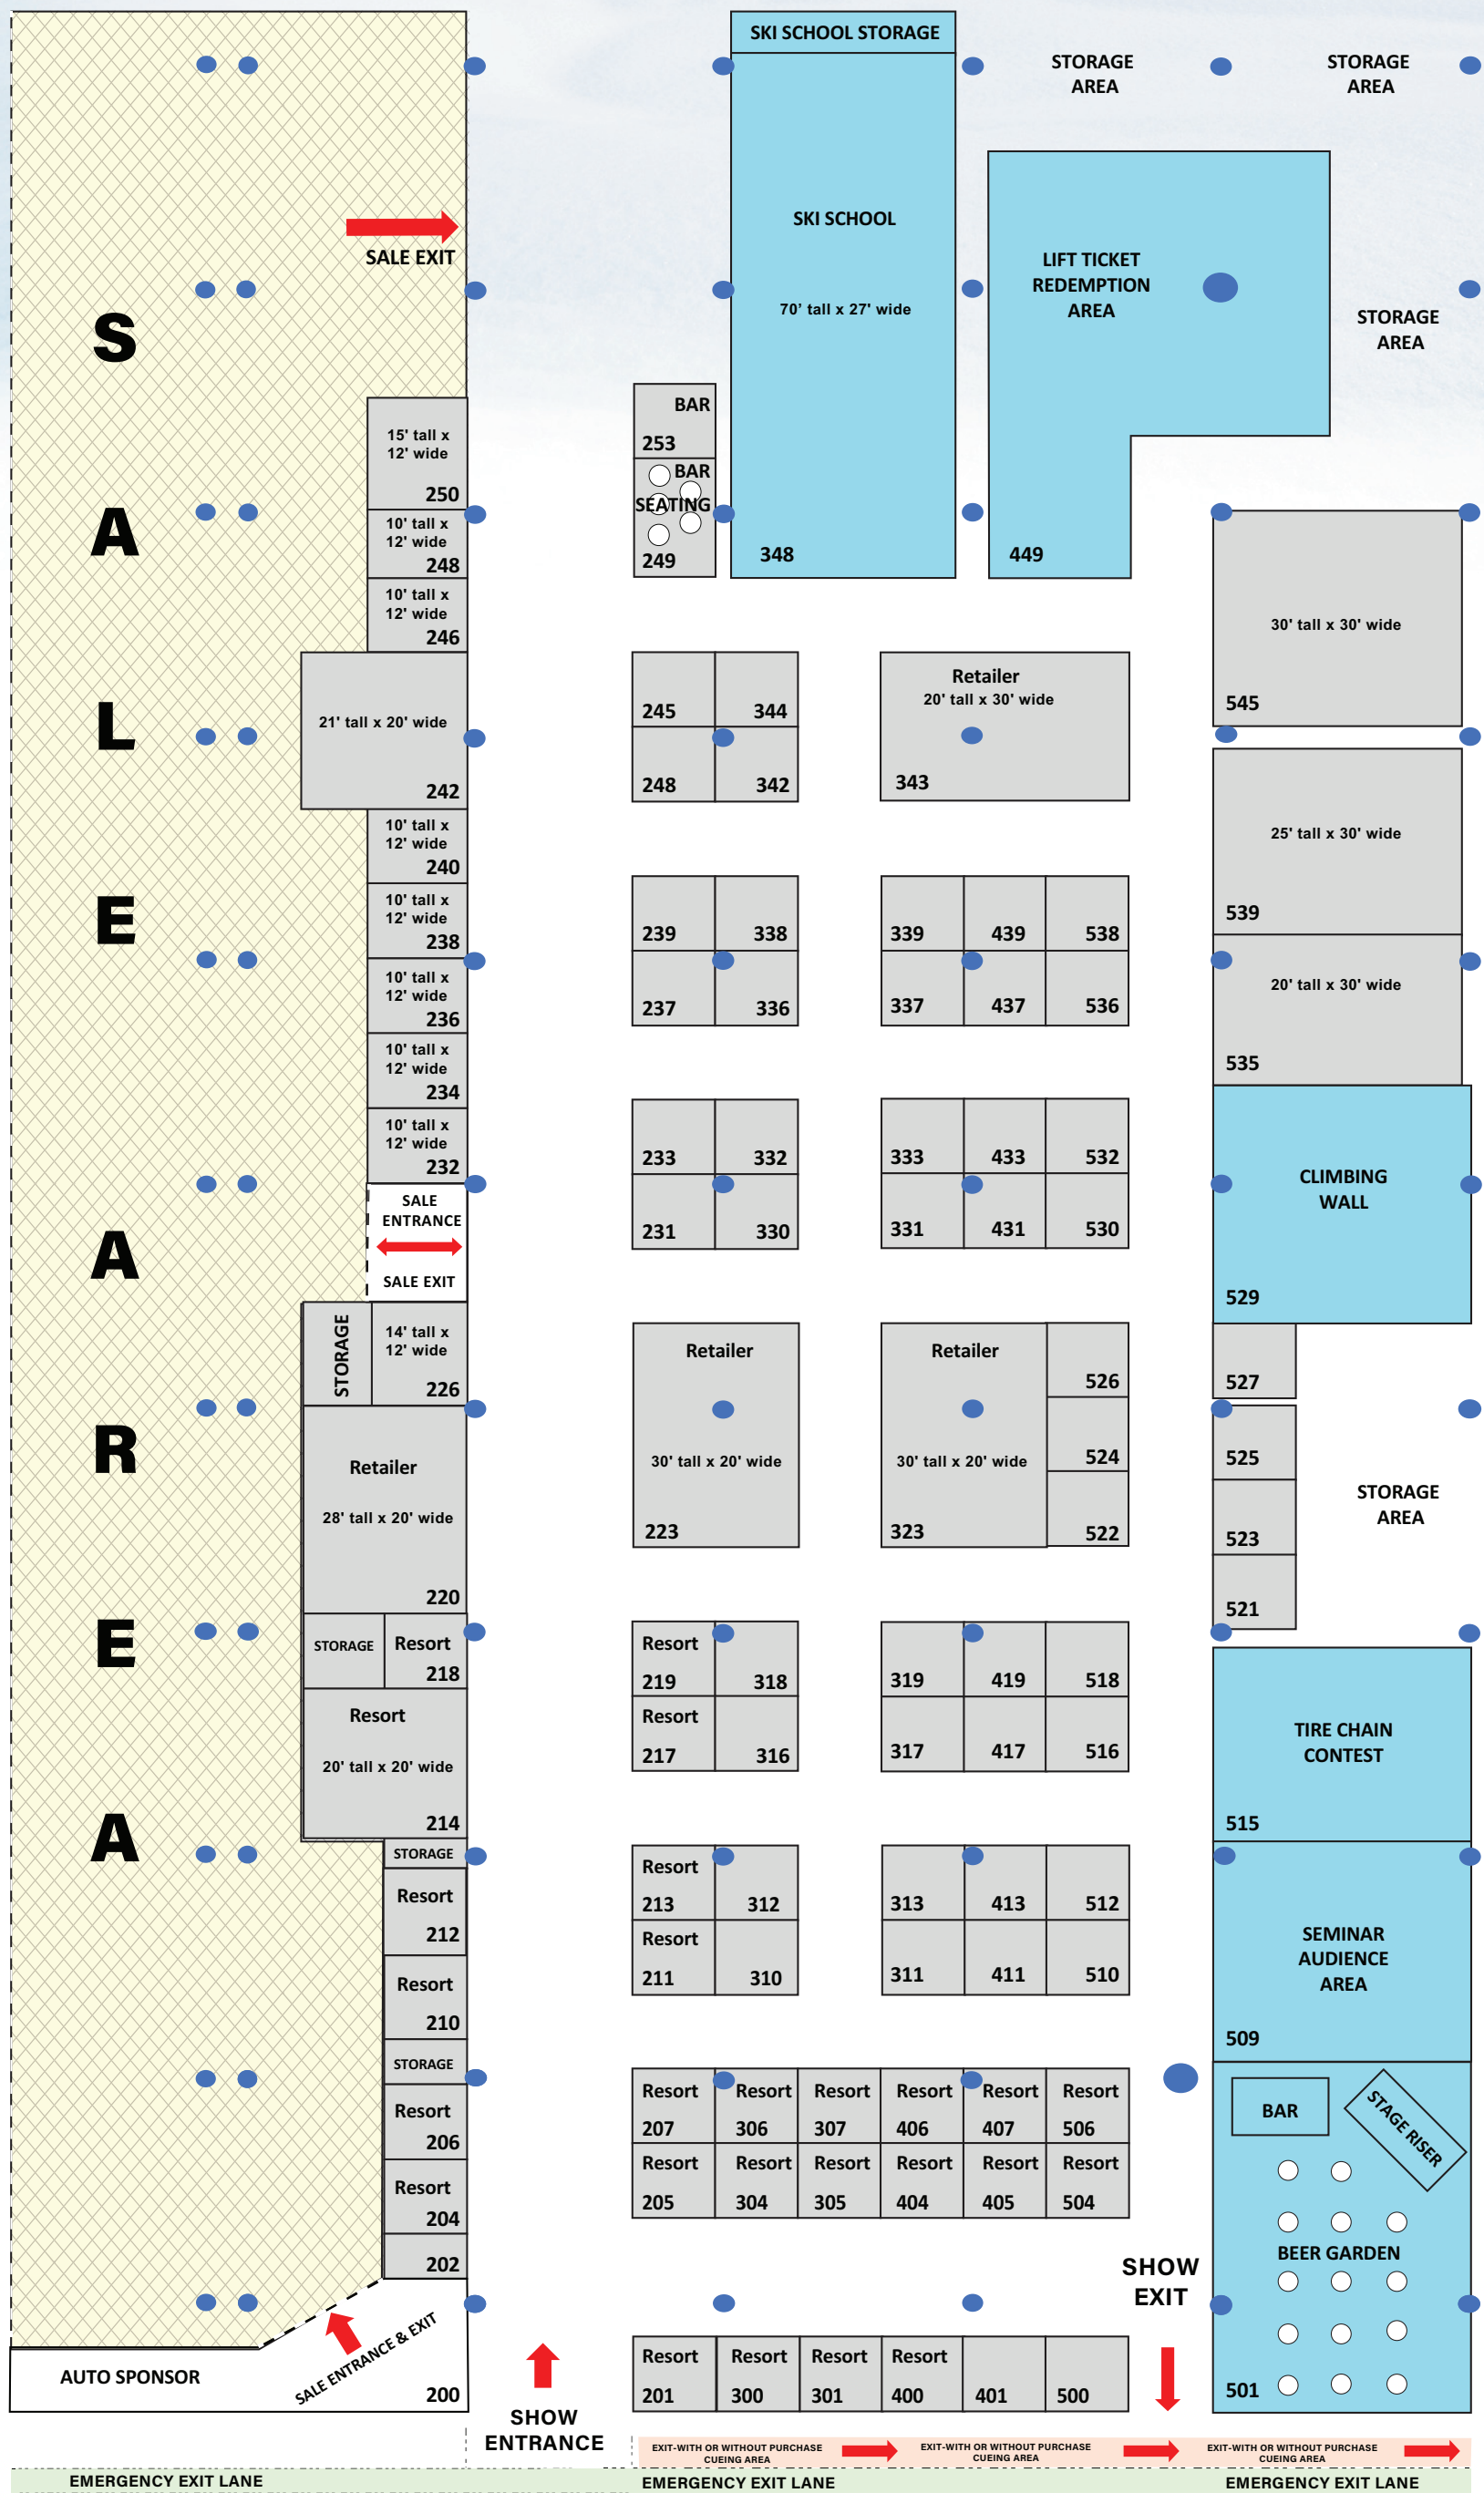 SKI SCHOOL STORAGE
STORAGE
AREA
STORAGE
AREA
SALE EXIT
SKI SCHOOL
70' tall x 27' wide
348
LIFT TICKET
REDEMPTION
AREA
449
STORAGE
AREA
S
A
L
E
A
R
E
A
BAR
253
BAR
SEATING
249
15' tall x
12' wide
250
10' tall x
12' wide
248
10' tall x
12' wide
246
21' tall x 20' wide
242
10' tall x
12' wide
240
10' tall x
12' wide
238
10' tall x
12' wide
236
10' tall x
12' wide
234
10' tall x
12' wide
232
SALE
ENTRANCE
SALE EXIT
STORAGE
14' tall x
12' wide
226
Retailer
28' tall x 20' wide
220
STORAGE
Resort
218
Resort
20' tall x 20' wide
214
STORAGE
Resort
212
Resort
210
STORAGE
Resort
206
Resort
204
202
SALE ENTRANCE & EXIT
AUTO SPONSOR
200
245 344
248 342
Retailer
20' tall x 30' wide
343
239 338
237 336
339 439 538
337 437 536
233 332
231 330
333 433 532
331 431 530
Retailer
30' tall x 20' wide
223
Retailer
30' tall x 20' wide
323
526
524
522
Resort
219 318
Resort
217 316
319 419 518
317 417 516
Resort
213 312
Resort
211 310
313 413 512
311 411 510
Resort Resort Resort Resort Resort Resort
207 306 307 406 407 506
Resort Resort Resort Resort Resort Resort
205 304 305 404 405 504
Resort Resort Resort Resort
201 300 301 400 401 500
30' tall x 30' wide
545
25' tall x 30' wide
539
20' tall x 30' wide
535
CLIMBING
WALL
529
527
525
523
521
STORAGE
AREA
TIRE CHAIN
CONTEST
515
SEMINAR
AUDIENCE
AREA
509
BAR
STAGE RISER
BEER GARDEN
501
SHOW
EXIT
SHOW
ENTRANCE
EXIT-WITH OR WITHOUT PURCHASE
CUEING AREA
EXIT-WITH OR WITHOUT PURCHASE
CUEING AREA
EXIT-WITH OR WITHOUT PURCHASE
CUEING AREA
EMERGENCY EXIT LANE
EMERGENCY EXIT LANE
EMERGENCY EXIT LANE